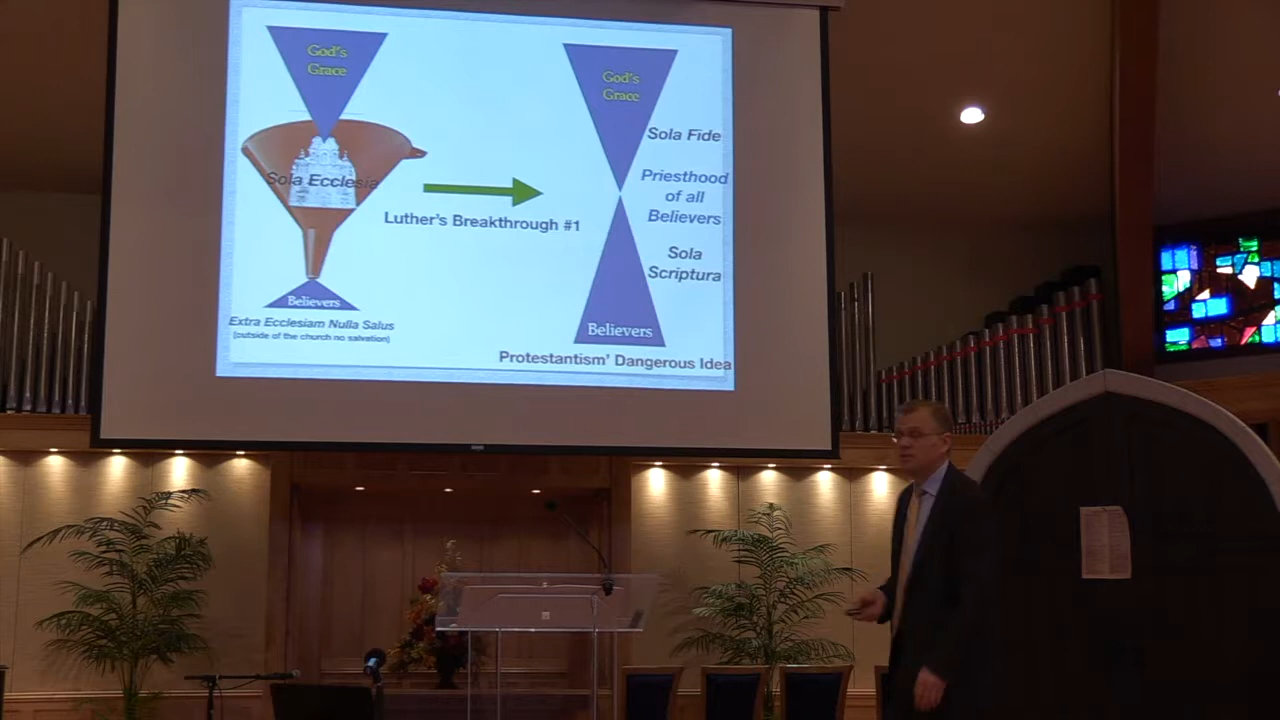 God's
Grace
Sola Ecclesia
Believers
Extra Ecclesiam Nulla Salus
(outside of the church no salvation)
Luther's Breakthrough #1
God's
Grace
Sola Fide
Priesthood
of all
Believers
Sola
Scriptura
Believers
Protestantism' Dangerous Idea